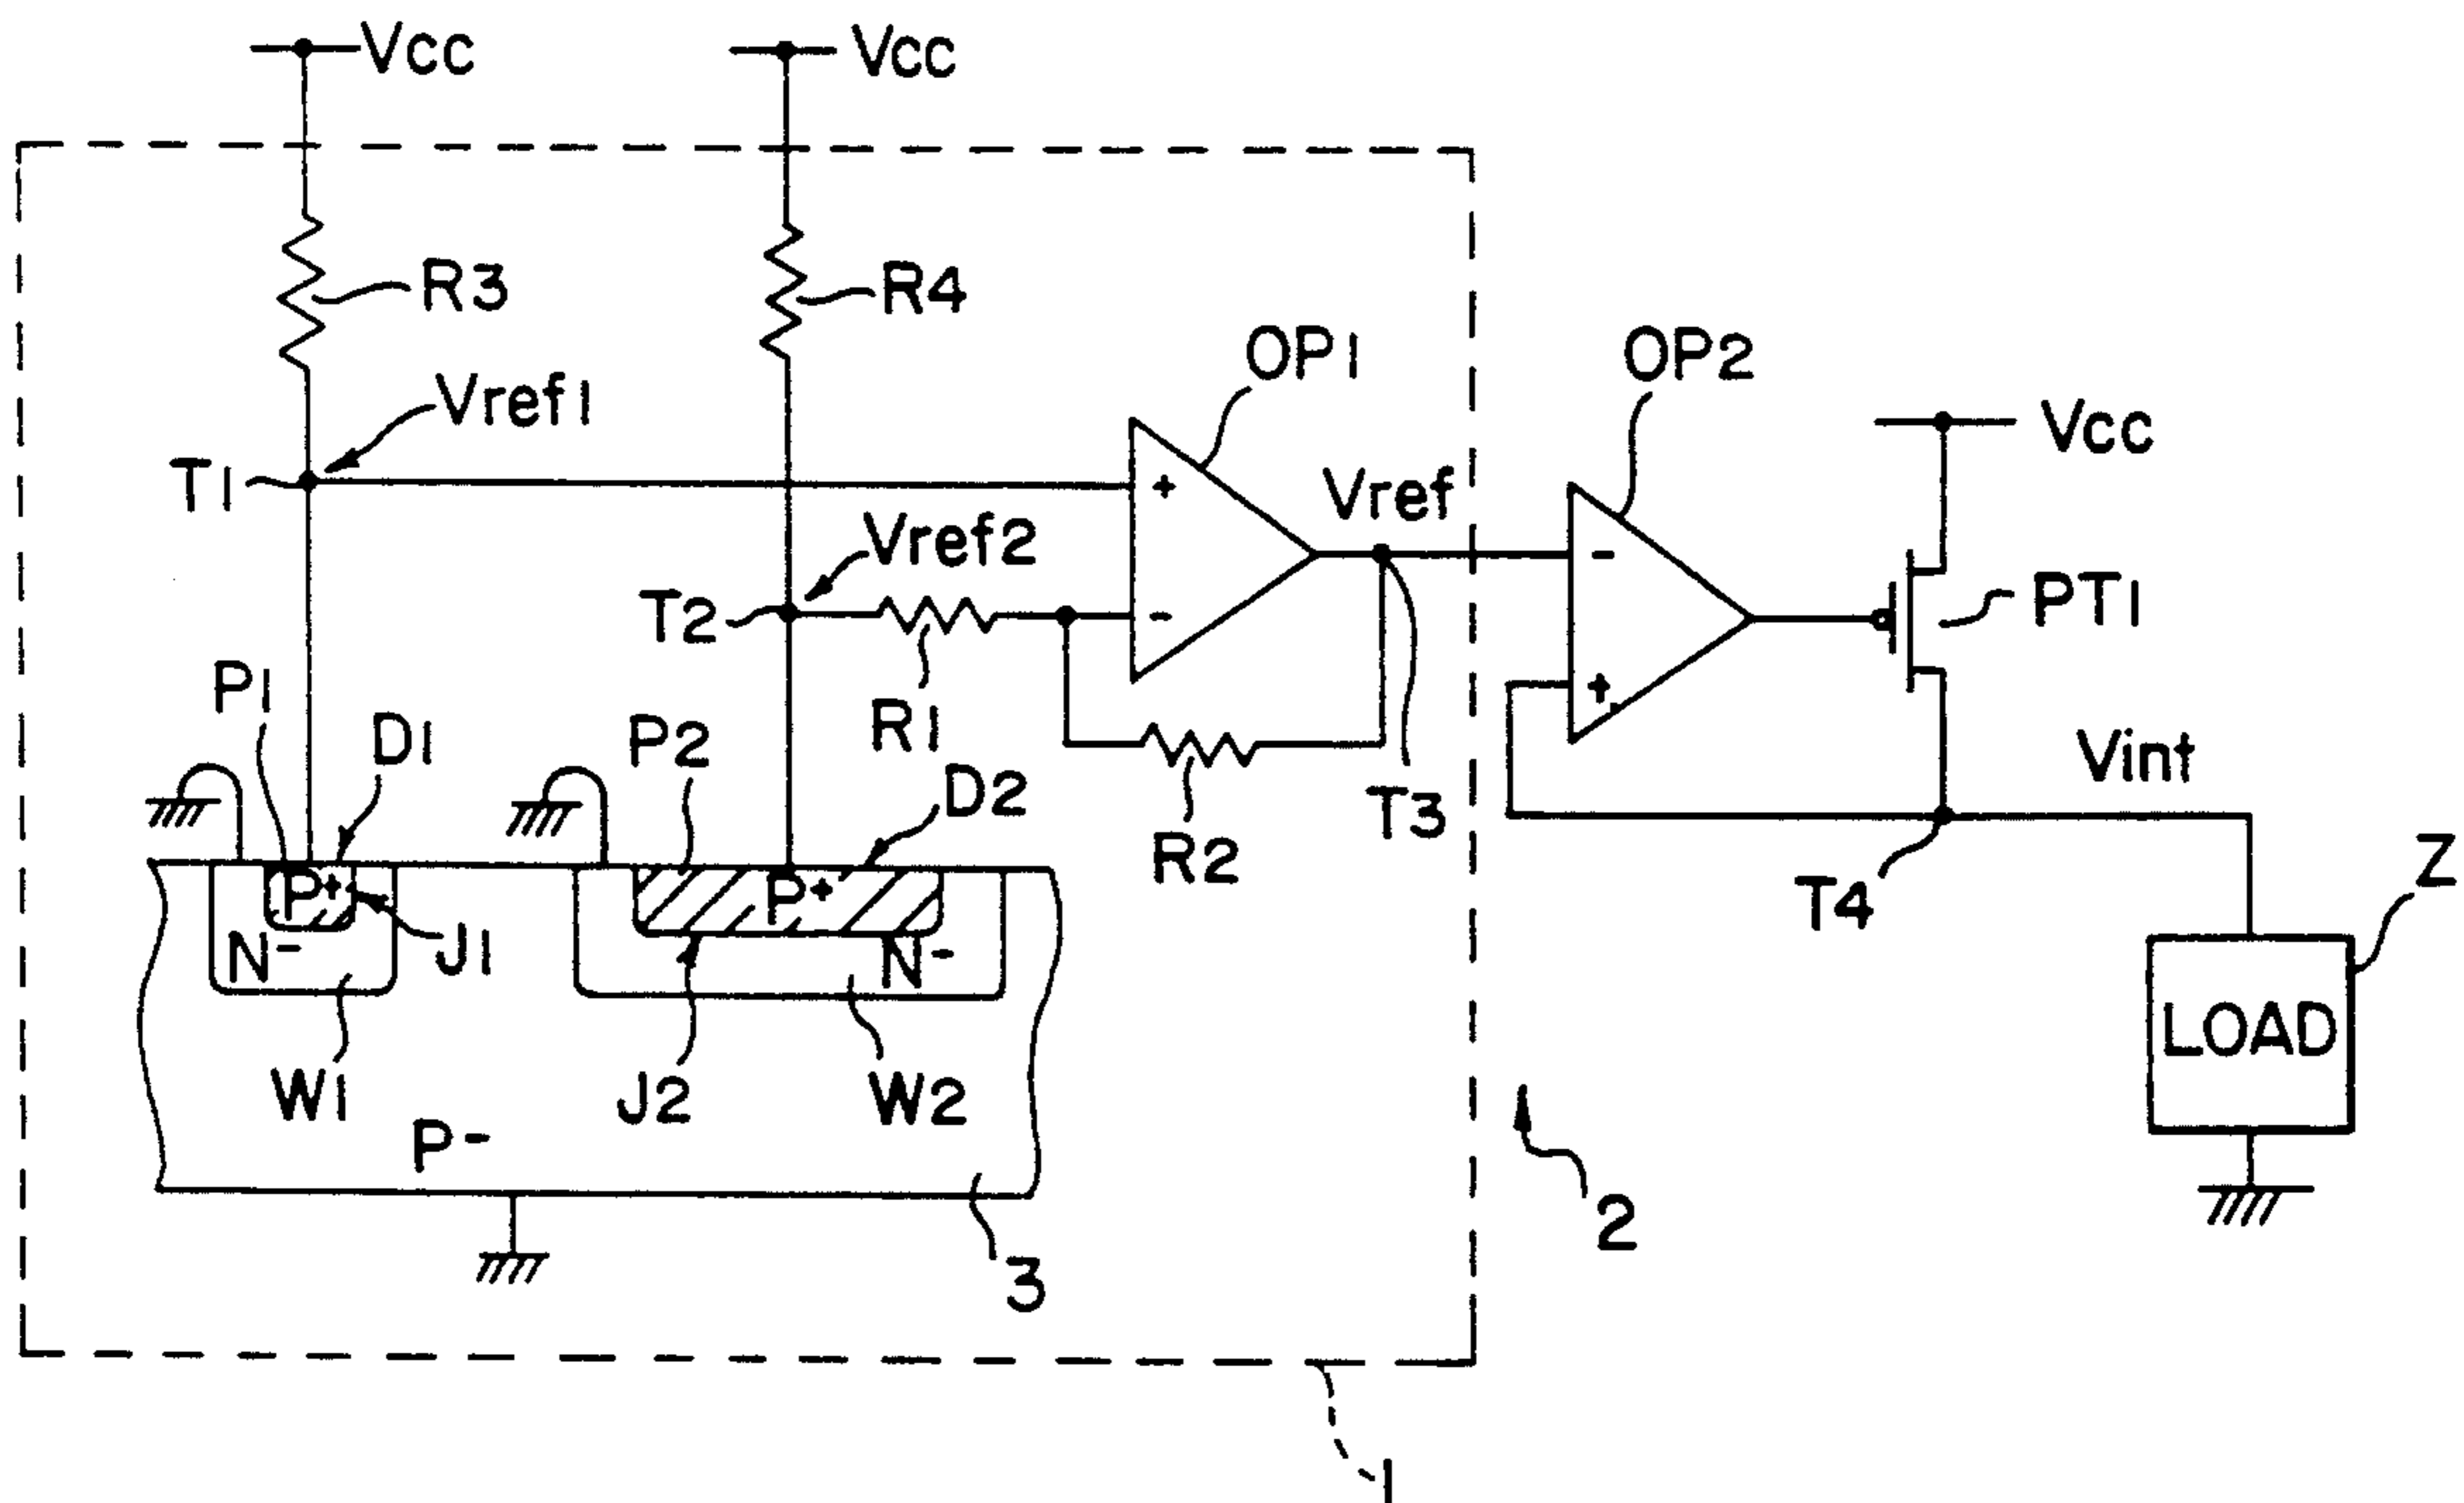 Vcc
Vcc
R3
R4
Vref1
OP1
OP2
Vcc
T1
+
Vref
-
Vref2
T2
-
PT1
P1
D1
R1
P2
+
Vint
D2
T3
R2
Z
P+
P+
T4
N-
J1
N-
LOAD
W1
J2
W2
P-
2
3
1